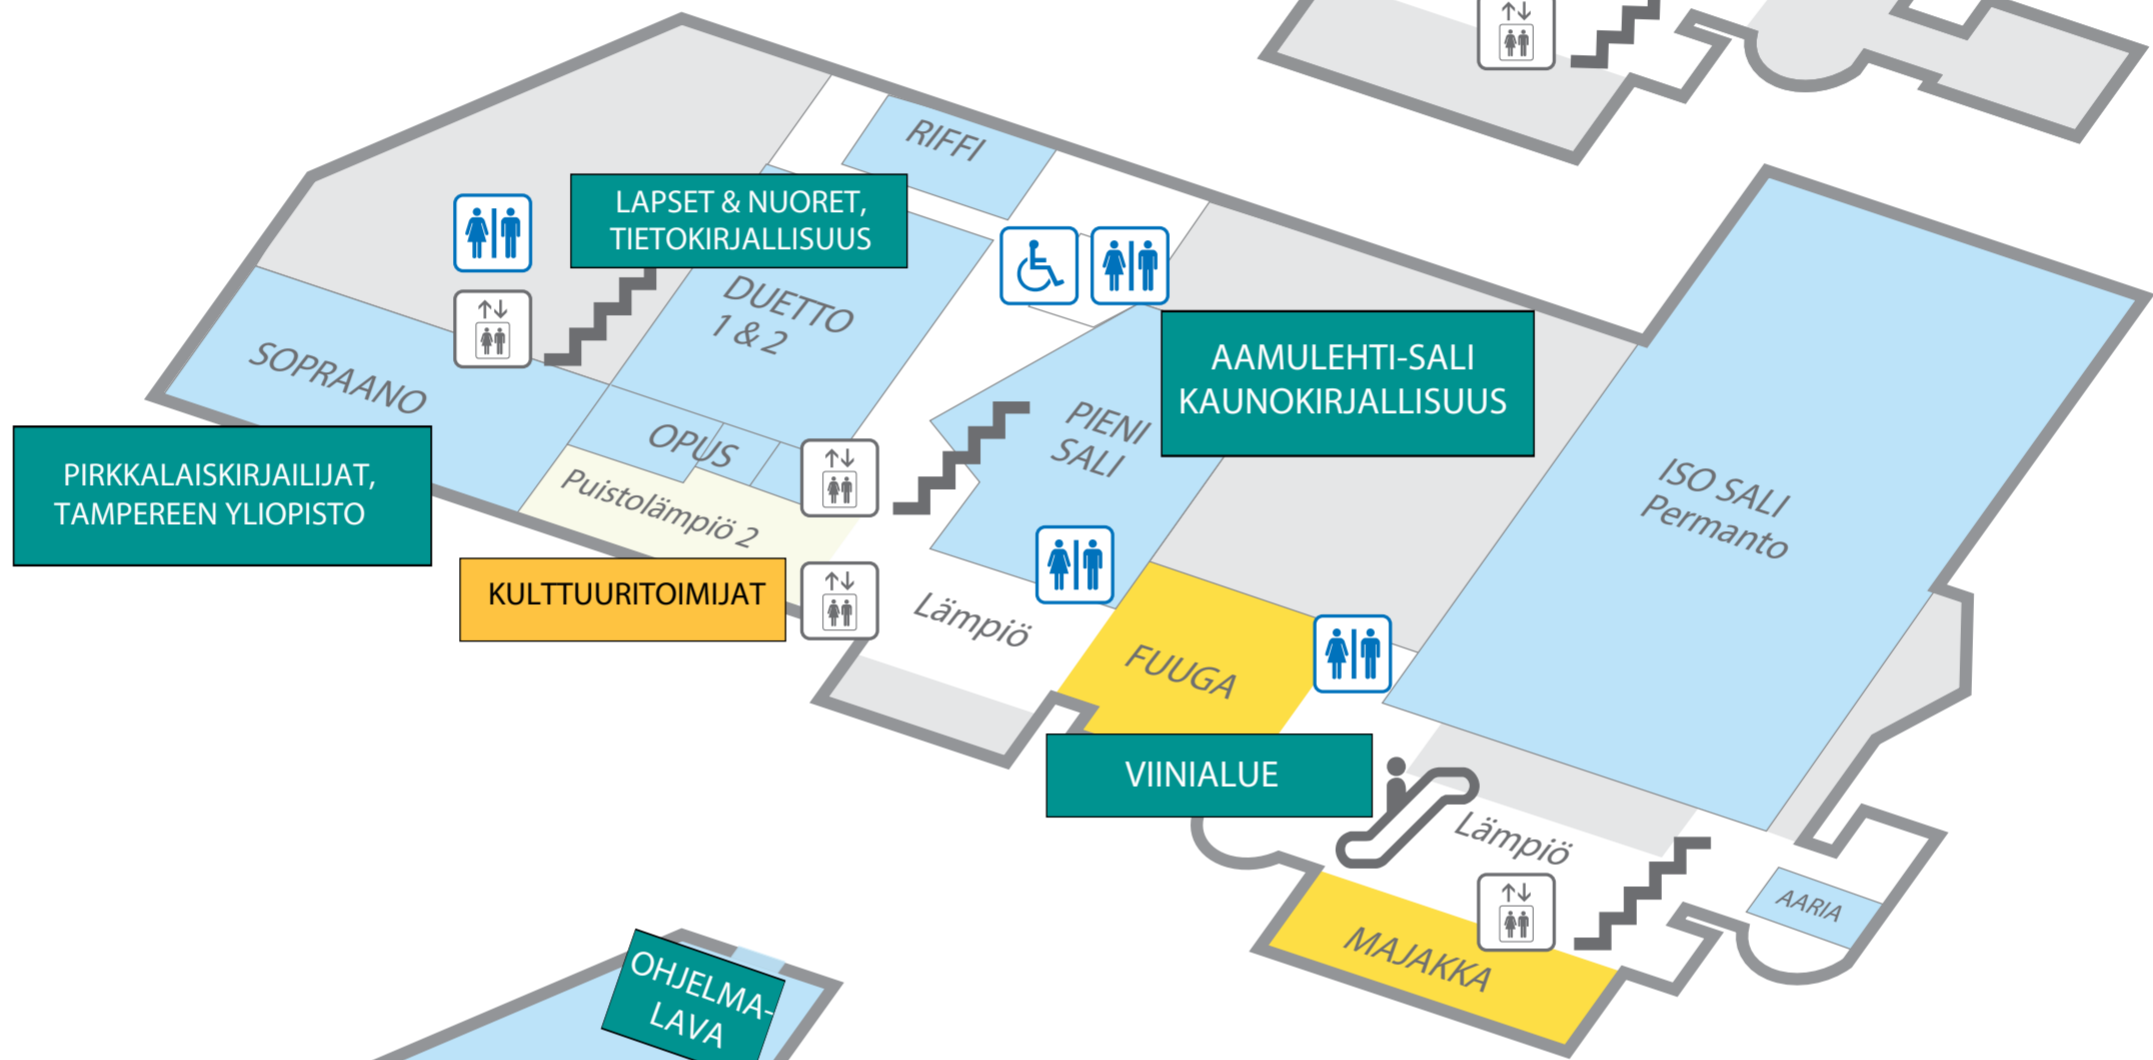 RIFFI
LAPSET & NUORET,
TIETOKIRJALLISUUS
DUETTO
1 & 2
SOPRAANO
OPUS
Puistolämpiö 2
PIRKKALAISKIRJAILIJAT,
TAMPEREEN YLIOPISTO
KULTTUURITOIMIJAT
AAMULEHTI-SALI
KAUNOKIRJALLISUUS
PIENI
SALI
Lämpiö
FUUGA
VIINIALUE
ISO SALI
Permanto
Lämpiö
AARIA
MAJAKKA
OHJELMA-
LAVA